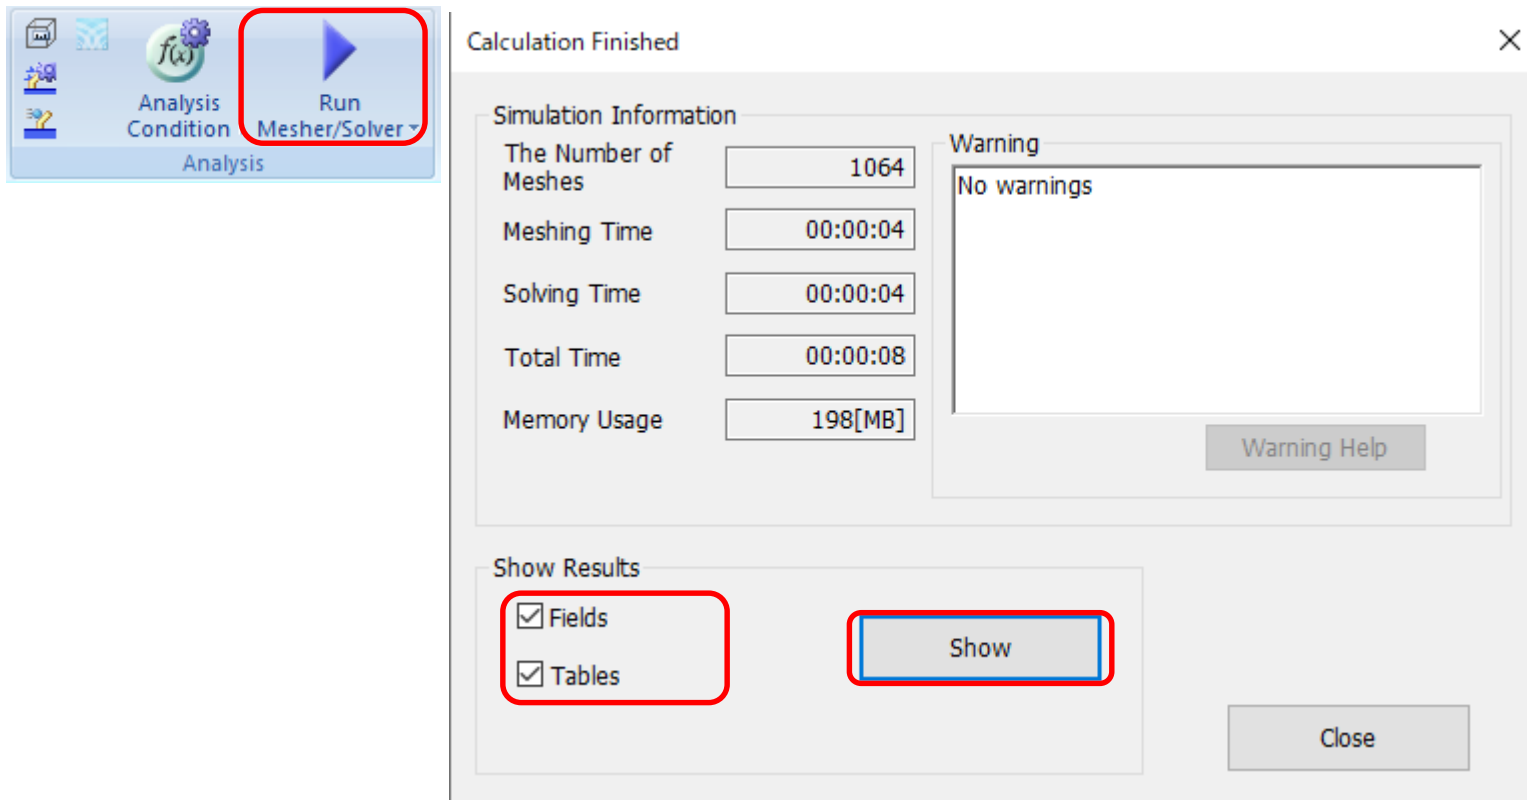 f(x)
Analysis
Condition
Run
Mesher/Solver
Analysis
Calculation Finished
Simulation Information
The Number of
Meshes
1064
Meshing Time
00:00:04
Solving Time
00:00:04
Total Time
00:00:08
Memory Usage
198[MB]
Warning
No warnings
Warning Help
Show Results
Fields
Tables
Show
Close